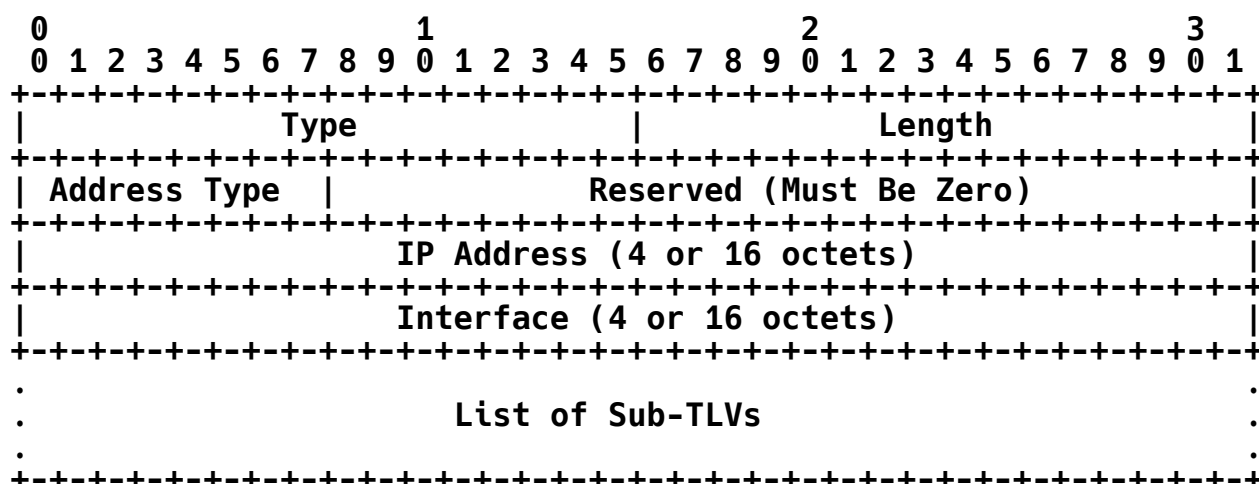 0                   1                   2                   3
 0 1 2 3 4 5 6 7 8 9 0 1 2 3 4 5 6 7 8 9 0 1 2 3 4 5 6 7 8 9 0 1
+-+-+-+-+-+-+-+-+-+-+-+-+-+-+-+-+-+-+-+-+-+-+-+-+-+-+-+-+-+-+-+-+
|             Type              |            Length             |
+-+-+-+-+-+-+-+-+-+-+-+-+-+-+-+-+-+-+-+-+-+-+-+-+-+-+-+-+-+-+-+-+
| Address Type  |             Reserved (Must Be Zero)           |
+-+-+-+-+-+-+-+-+-+-+-+-+-+-+-+-+-+-+-+-+-+-+-+-+-+-+-+-+-+-+-+-+
|                   IP Address (4 or 16 octets)                 |
+-+-+-+-+-+-+-+-+-+-+-+-+-+-+-+-+-+-+-+-+-+-+-+-+-+-+-+-+-+-+-+-+
|                   Interface (4 or 16 octets)                  |
+-+-+-+-+-+-+-+-+-+-+-+-+-+-+-+-+-+-+-+-+-+-+-+-+-+-+-+-+-+-+-+-+
.                                                               .
.                      List of Sub-TLVs                         .
.                                                               .
+-+-+-+-+-+-+-+-+-+-+-+-+-+-+-+-+-+-+-+-+-+-+-+-+-+-+-+-+-+-+-+-+